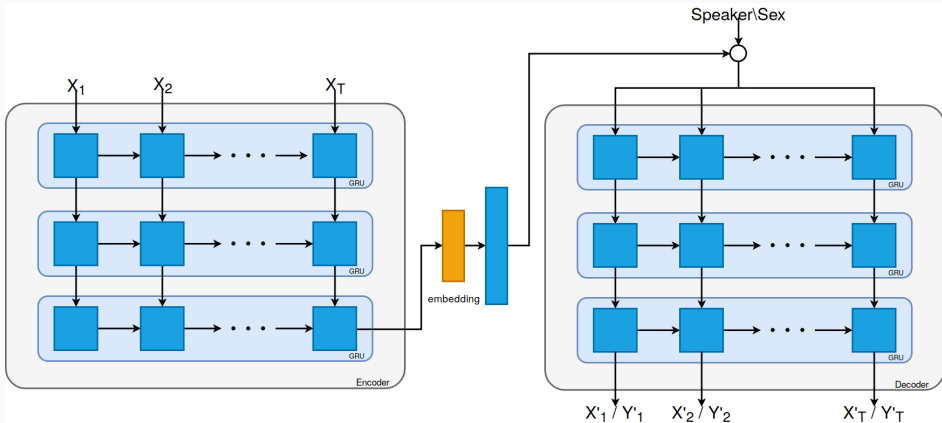 Speaker\Sex
X1 X2 XT
GRU
GRU
GRU
Encoder
embedding
GRU
GRU
GRU
Decoder
X'1 / Y'1 X'2 / Y'2 X'T / Y'T